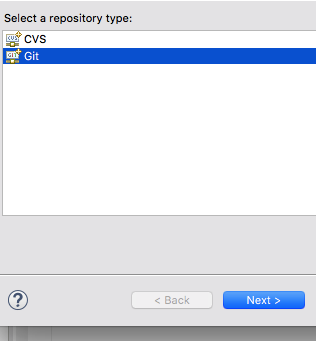 Select a repository type:
CVS
Git
? < Back Next >